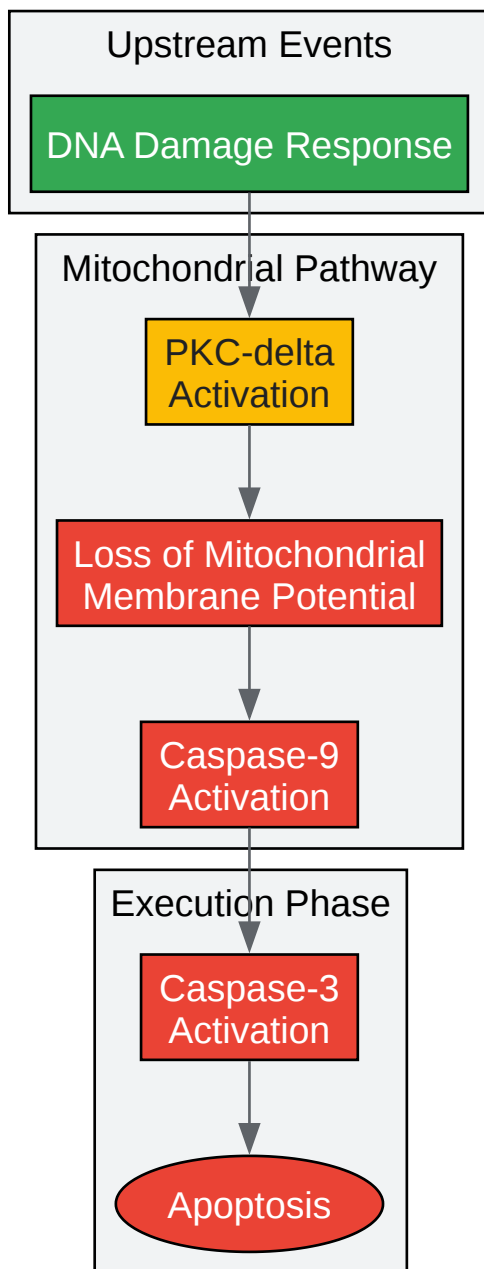 Upstream Events
DNA Damage Response
Mitochondrial Pathway
PKC-delta
Activation
Loss of Mitochondrial
Membrane Potential
Caspase-9
Activation
Execution Phase
Caspase-3
Activation
Apoptosis